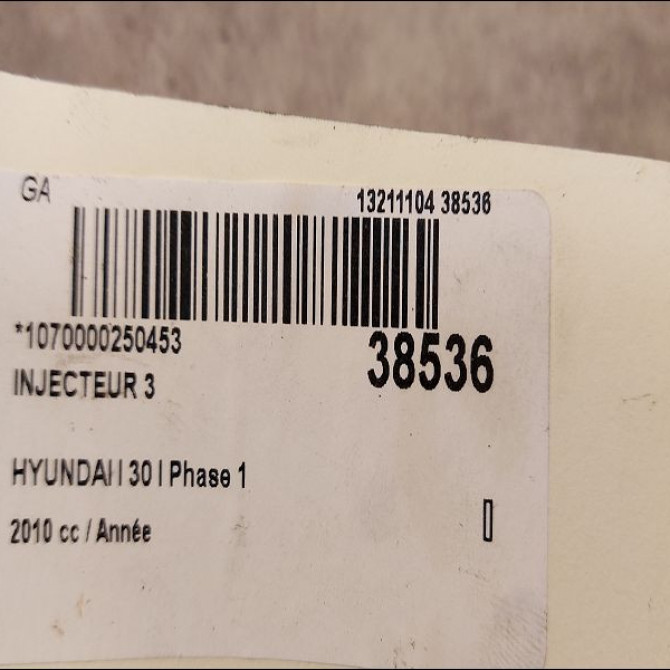 GA
13211104 38536
*1070000250453
38536
INJECTEUR 3
HYUNDAI I 30 I Phase 1
2010 cc / Année